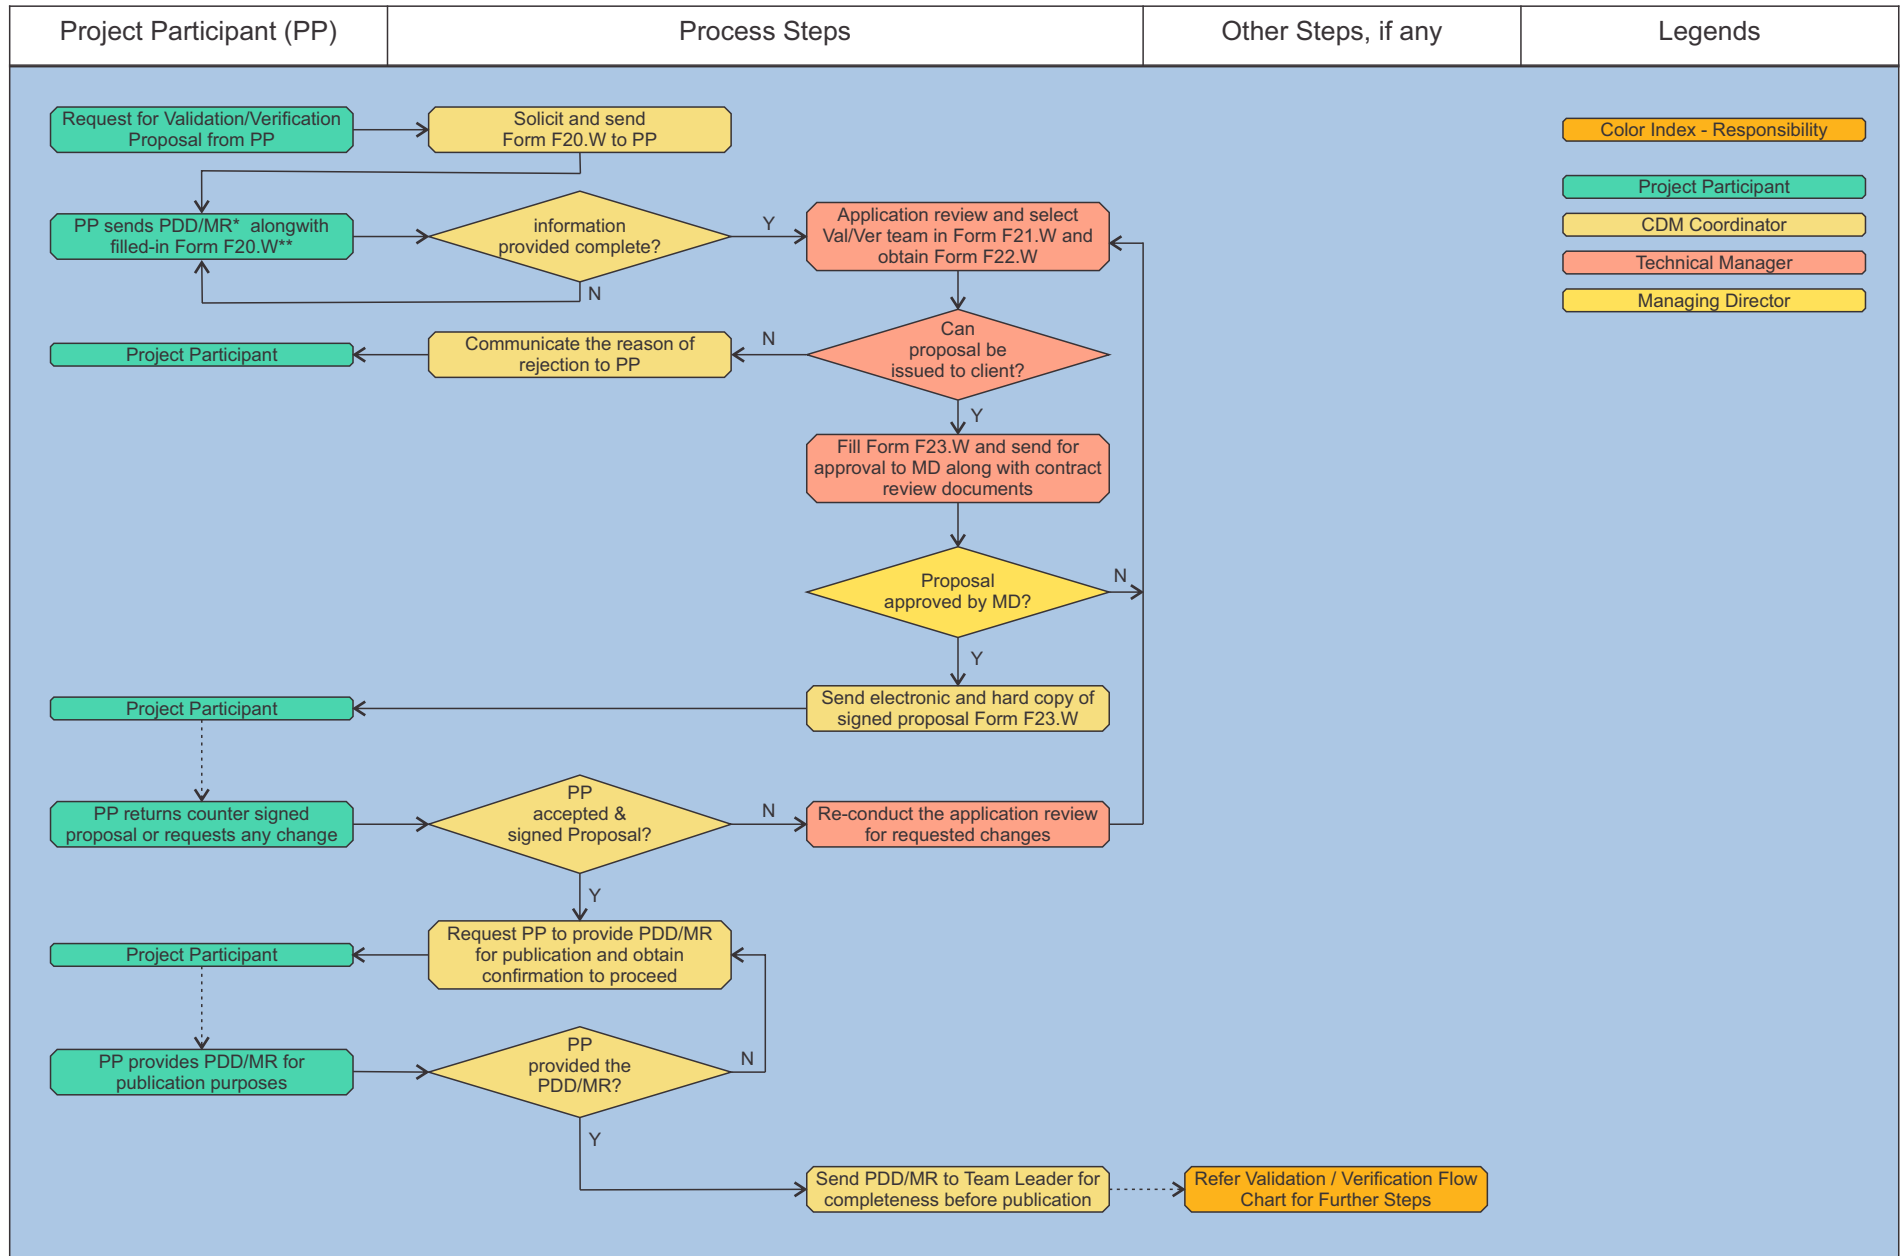 Project Participant (PP)
Process Steps
Other Steps, if any
Legends
Request for Validation/Verification
Proposal from PP
Solicit and send
Form F20.W to PP
Color Index - Responsibility
Project Participant
CDM Coordinator
Technical Manager
Managing Director
PP sends PDD/MR* alongwith
filled-in Form F20.W**
information
provided complete?
Y
N
Application review and select
Val/Ver team in Form F21.W and
obtain Form F22.W
Can
proposal be
issued to client?
N
Y
Communicate the reason of
rejection to PP
Project Participant
Fill Form F23.W and send for
approval to MD along with contract
review documents
Proposal
approved by MD?
N
Y
Send electronic and hard copy of
signed proposal Form F23.W
Project Participant
PP returns counter signed
proposal or requests any change
PP
accepted &
signed Proposal?
N
Y
Re-conduct the application review
for requested changes
Request PP to provide PDD/MR
for publication and obtain
confirmation to proceed
Project Participant
PP provides PDD/MR for
publication purposes
PP
provided the
PDD/MR?
N
Y
Send PDD/MR to Team Leader for
completeness before publication
Refer Validation / Verification Flow
Chart for Further Steps